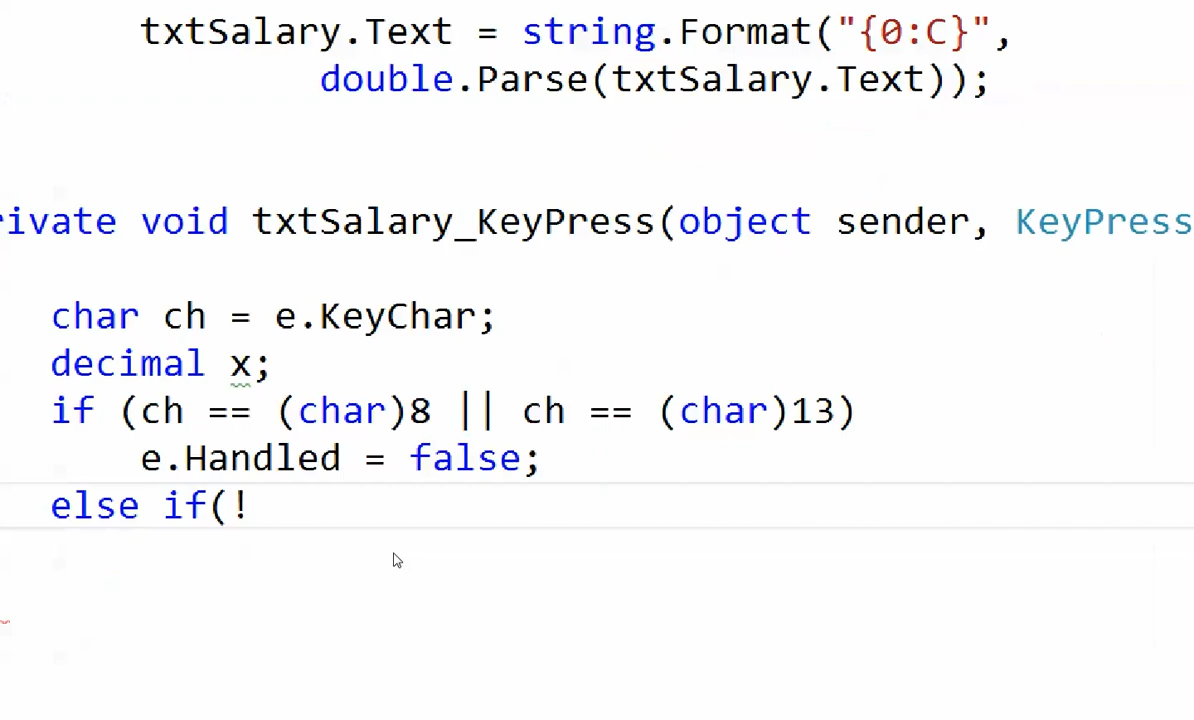 txtSalary.Text = string.Format("{0:C}",
double.Parse(txtSalary.Text));
rivate void txtSalary_KeyPress(object sender, KeyPress
char ch = e.KeyChar;
decimal x;
if (ch == (char)8 || ch == (char)13)
e.Handled = false;
else if(!